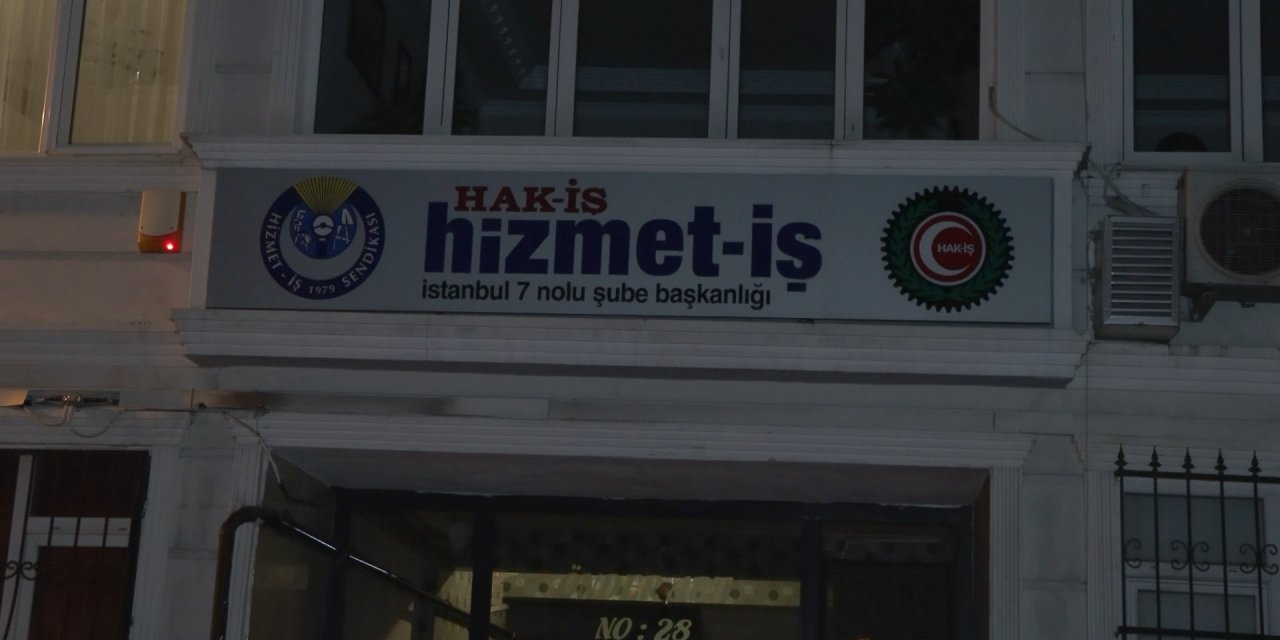 HİZMET - İŞ SENDİKASI
1979
HAK-İŞ
hizmet-iş
istanbul 7 nolu şube başkanlığı
HAK-İŞ
NO : 28